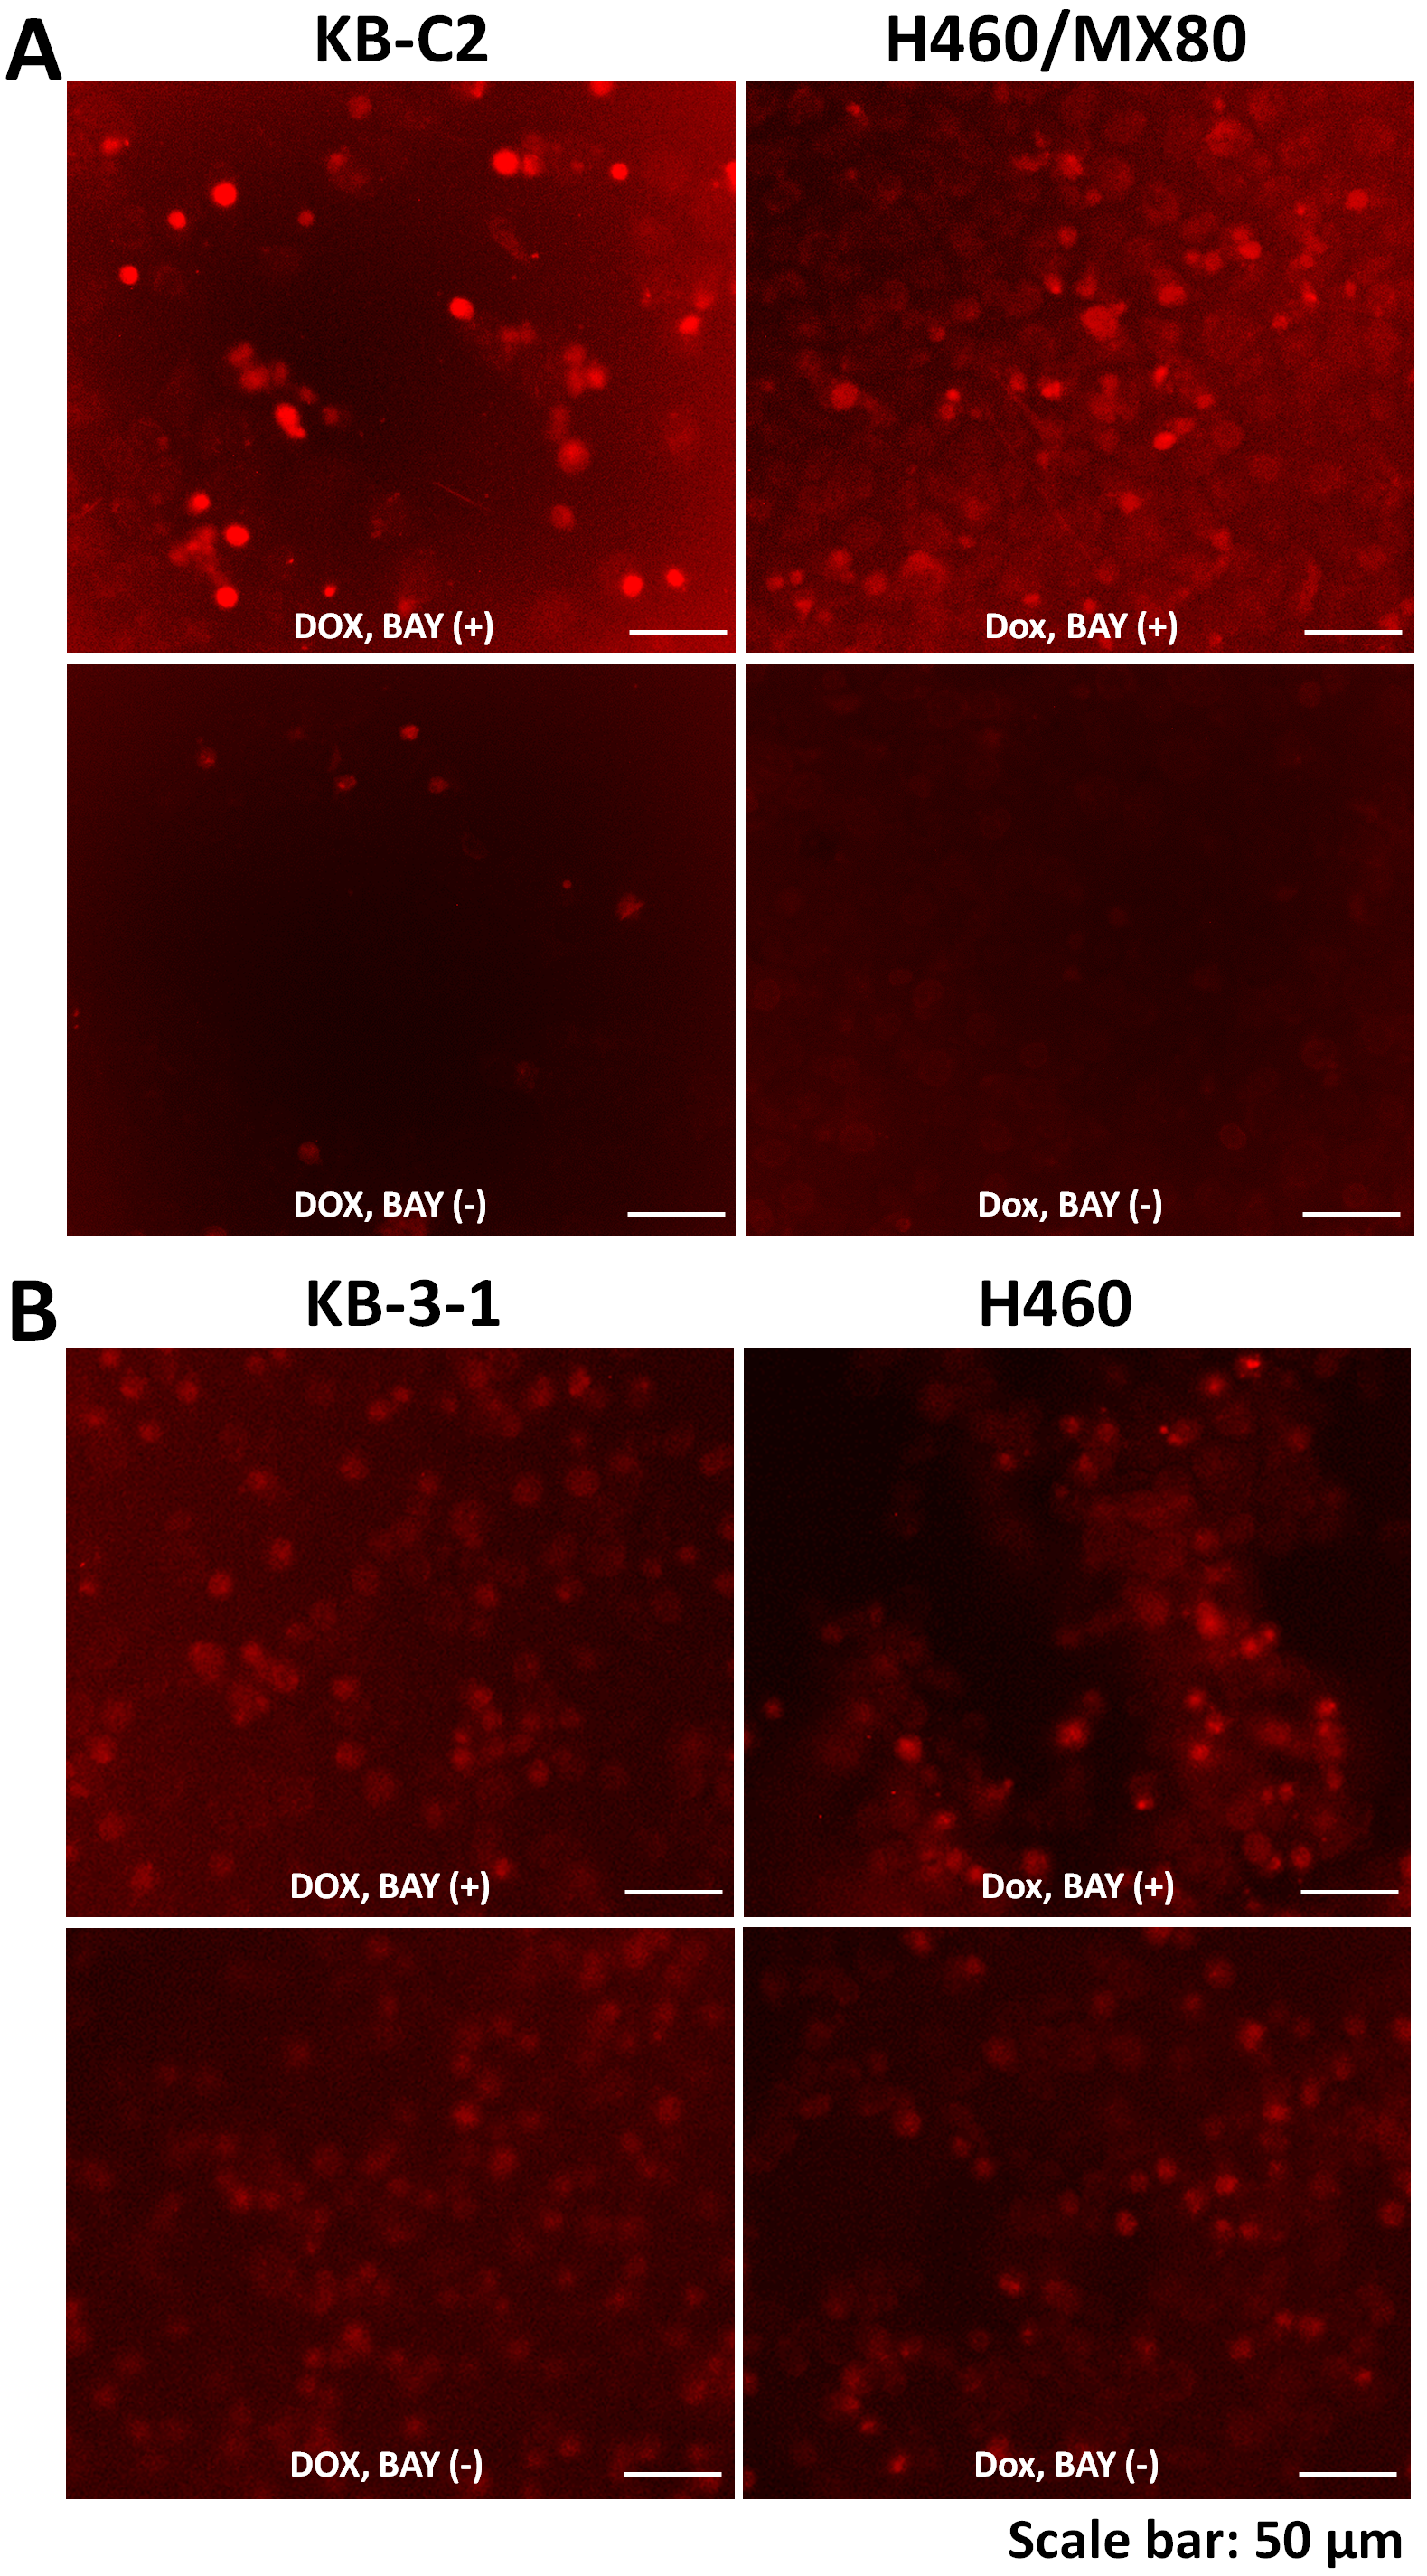 A
KB-C2
H460/MX80
DOX, BAY (+)
Dox, BAY (+)
DOX, BAY (-)
Dox, BAY (-)
B
KB-3-1
H460
DOX, BAY (+)
Dox, BAY (+)
DOX, BAY (-)
Dox, BAY (-)
Scale bar: 50 µm